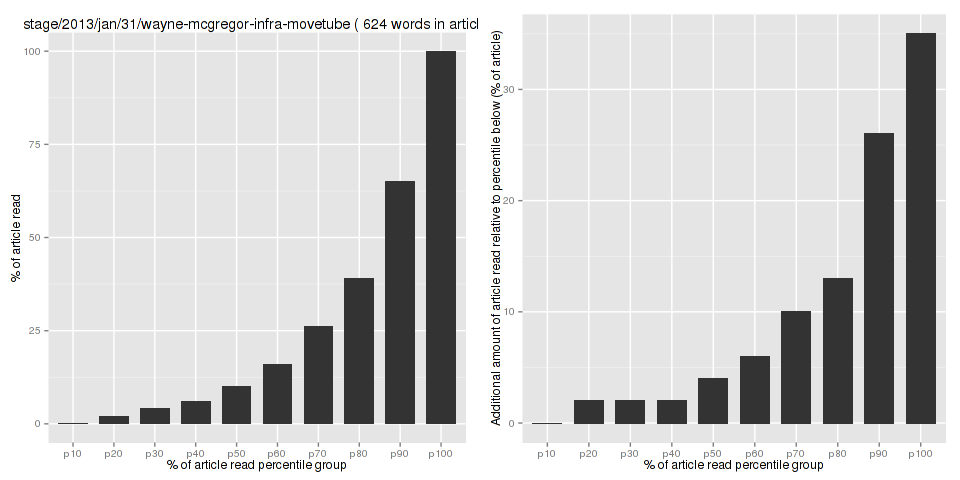 stage/2013/jan/31/wayne-mcgregor-infra-movetube ( 624 words in articl
% of article read
100
75
50
25
0
p10 p20 p30 p40 p50 p60 p70 p80 p90 p100
% of article read percentile group
Additional amount of article read relative to percentile below (% of article)
30
20
10
0
p10 p20 p30 p40 p50 p60 p70 p80 p90 p100
% of article read percentile group